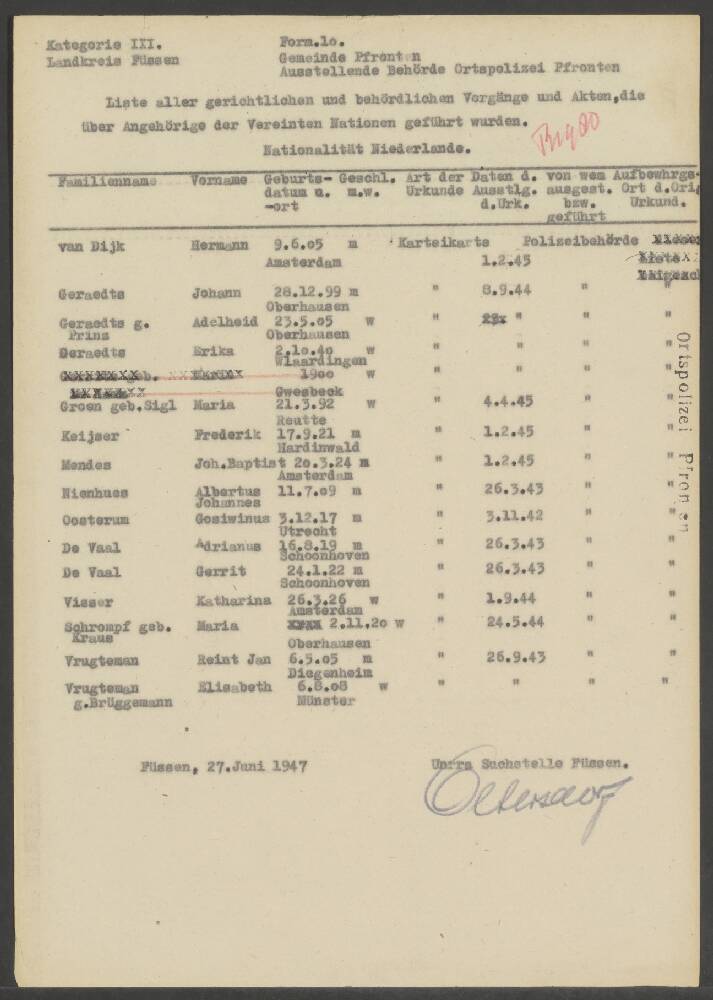 Kategorie III.
Form.1o.
Landkreis Füssen
Gemeinde Pfronten
Ausstellende Behörde Ortspolizei Pfronten
Liste aller gerichtlichen und behördlichen Vorgänge und Akten,die
über Angehörige der Vereinten Nationen geführt wurden.
Nationalität Niederlande.
Familienname Vorname Geburts- Geschl. Art der Daten d. von wem Aufbewhrgs-
datum u. m.w. Urkunde Ausstlg. ausgest. Ort d.Orig
-ort d.Urk. bzw. Urkund.
geführt
van Dijk Hermann 9.6.05 m Karteikarte Polizeibehörde
Amsterdam 1.2.45
Geraedts Johann 28.12.99 m " 8.9.44 " "
Oberhausen
Geraedts g. Adelheid 23.5.05 w " " " "
Prinz Oberhausen
Geraedts Erika 2.1o.4o w " " " "
Vlaardingen
19oo w " " " "
Gwesbeck
Groen geb.Sigl Maria 21.3.92 w " 4.4.45 " "
Reutte
Keijser Frederik 17.9.21 m " 1.2.45 " "
Hardinwald
Mendes Joh.Baptist 2o.3.24 m " 1.2.45 " "
Amsterdam
Nienhues Albertus 11.7.o9 m " 26.3.43 " "
Johannes
Oosterum Gosiwinus 3.12.17 m " 3.11.42 " "
Utrecht
De Vaal Adrianus 16.8.19 m " 26.3.43 " "
Schoonhoven
De Vaal Gerrit 24.1.22 m " 26.3.43 " "
Schoonhoven
Visser Katharina 26.3.26 w " 1.9.44 " "
Amsterdam
Schrompf geb. Maria 2.11.2o w " 24.5.44 " "
Kraus Oberhausen
Vrugteman Reint Jan 6.5.o5 m " 26.9.43 " "
Diegenheim
Vrugteman Elisabeth 6.8.o8 w " " " "
g.Brüggemann Münster
Ortspolizei Pfronten
Füssen, 27.Juni 1947
Unrra Suchstelle Füssen.